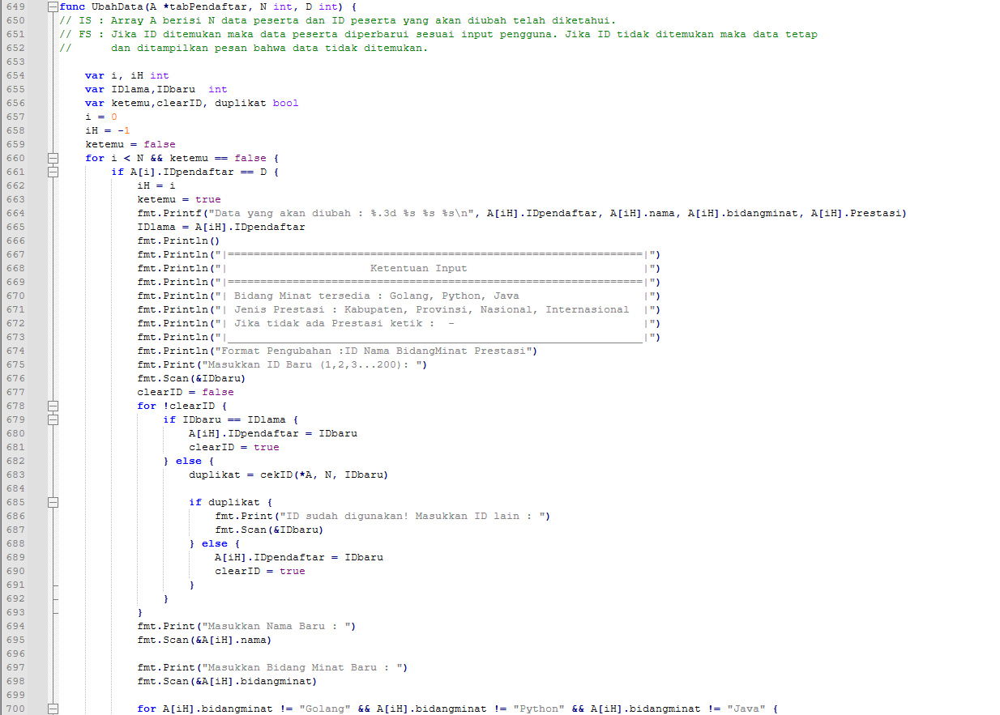 649 func UbahData(A *tabPendaftar, N int, D int) {
650 // IS : Array A berisi N data peserta dan ID peserta yang akan diubah telah diketahui.
651 // FS : Jika ID ditemukan maka data peserta diperbarui sesuai input pengguna. Jika ID tidak ditemukan maka data tetap
652 //      dan ditampilkan pesan bahwa data tidak ditemukan.
653
654     var i, iH int
655     var IDlama,IDbaru  int
656     var ketemu,clearID, duplikat bool
657     i = 0
658     iH = -1
659     ketemu = false
660     for i < N && ketemu == false {
661         if A[i].IDpendaftar == D {
662             iH = i
663             ketemu = true
664             fmt.Printf("Data yang akan diubah : %.3d %s %s %s\n", A[iH].IDpendaftar, A[iH].nama, A[iH].bidangminat, A[iH].Prestasi)
665             IDlama = A[iH].IDpendaftar
666             fmt.Println()
667             fmt.Println("|================================================================|")
668             fmt.Println("|                      Ketentuan Input                           |")
669             fmt.Println("|================================================================|")
670             fmt.Println("| Bidang Minat tersedia : Golang, Python, Java                   |")
671             fmt.Println("| Jenis Prestasi : Kabupaten, Provinsi, Nasional, Internasional  |")
672             fmt.Println("| Jika tidak ada Prestasi ketik :  -                             |")
673             fmt.Println("|________________________________________________________________|")
674             fmt.Println("Format Pengubahan :ID Nama BidangMinat Prestasi")
675             fmt.Print("Masukkan ID Baru (1,2,3...200): ")
676             fmt.Scan(&IDbaru)
677             clearID = false
678             for !clearID {
679                 if IDbaru == IDlama {
680                     A[iH].IDpendaftar = IDbaru
681                     clearID = true
682                 } else {
683                     duplikat = cekID(*A, N, IDbaru)
684
685                     if duplikat {
686                         fmt.Print("ID sudah digunakan! Masukkan ID lain : ")
687                         fmt.Scan(&IDbaru)
688                     } else {
689                         A[iH].IDpendaftar = IDbaru
690                         clearID = true
691                     }
692                 }
693             }
694             fmt.Print("Masukkan Nama Baru : ")
695             fmt.Scan(&A[iH].nama)
696
697             fmt.Print("Masukkan Bidang Minat Baru : ")
698             fmt.Scan(&A[iH].bidangminat)
699
700             for A[iH].bidangminat != "Golang" && A[iH].bidangminat != "Python" && A[iH].bidangminat != "Java" {